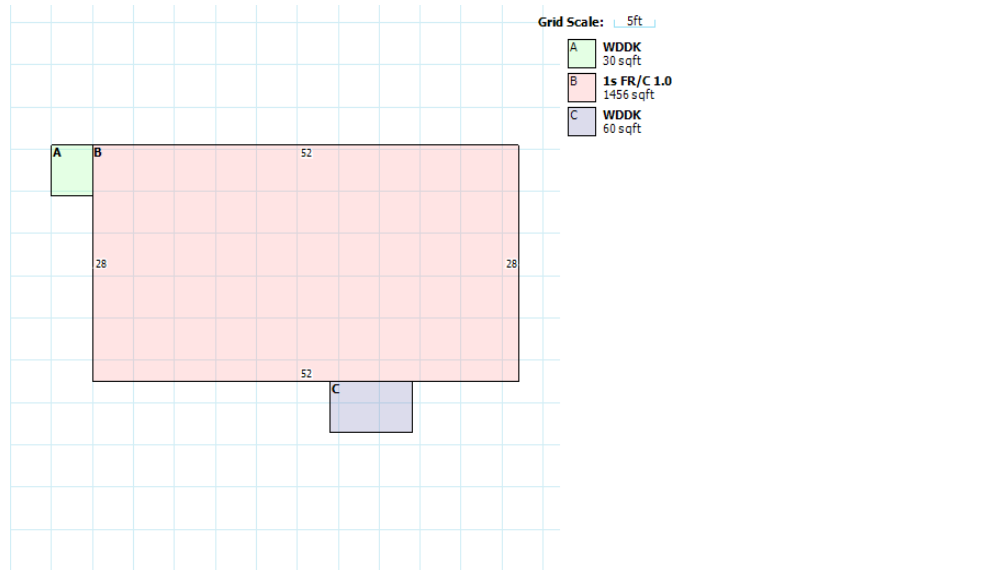 Grid Scale: 5ft
A WDDK
30 sqft
B 1s FR/C 1.0
1456 sqft
C WDDK
60 sqft
A B 52
28 28
52
C